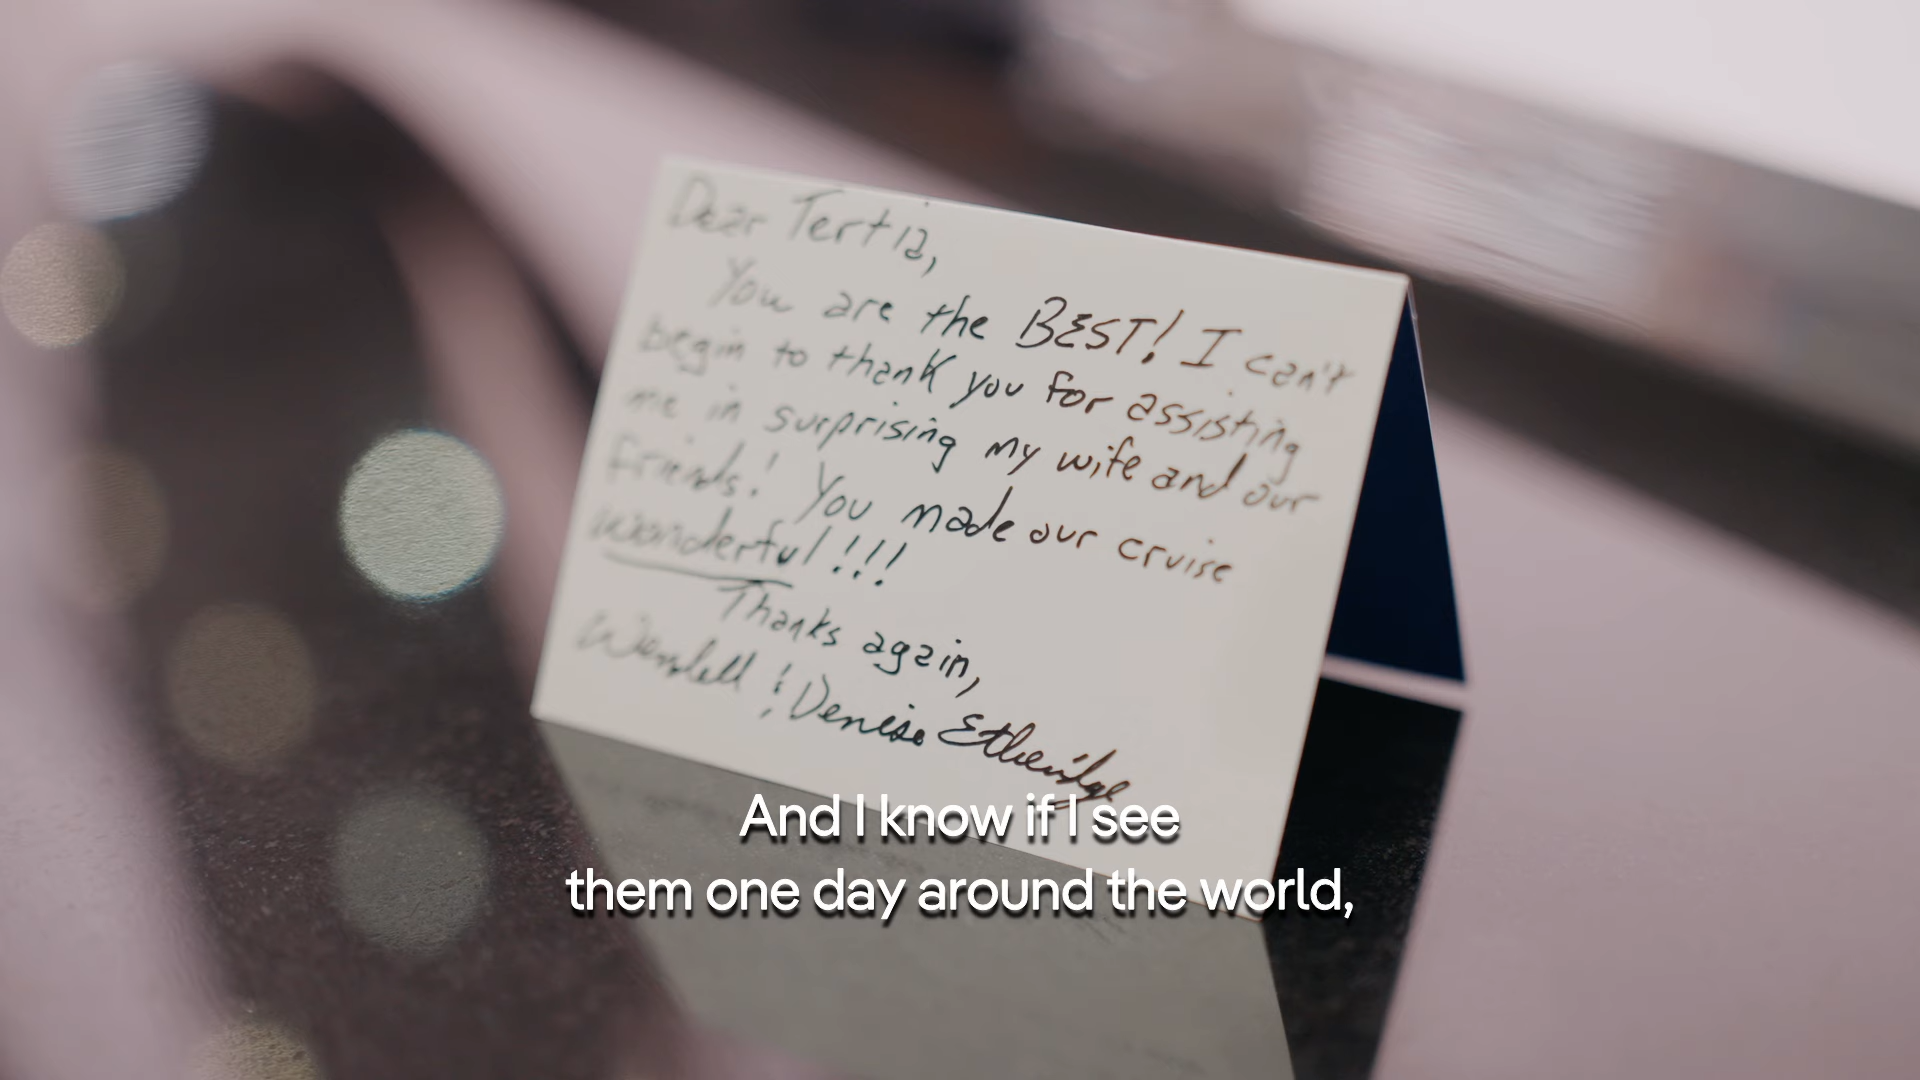 Dear Tertia,
You are the BEST! I can't
begin to thank you for assisting
me in surprising my wife and our
friends! You made our cruise
wonderful!!!
Thanks again,
Wendell & Denise Etheridge
And I know if I see
them one day around the world,